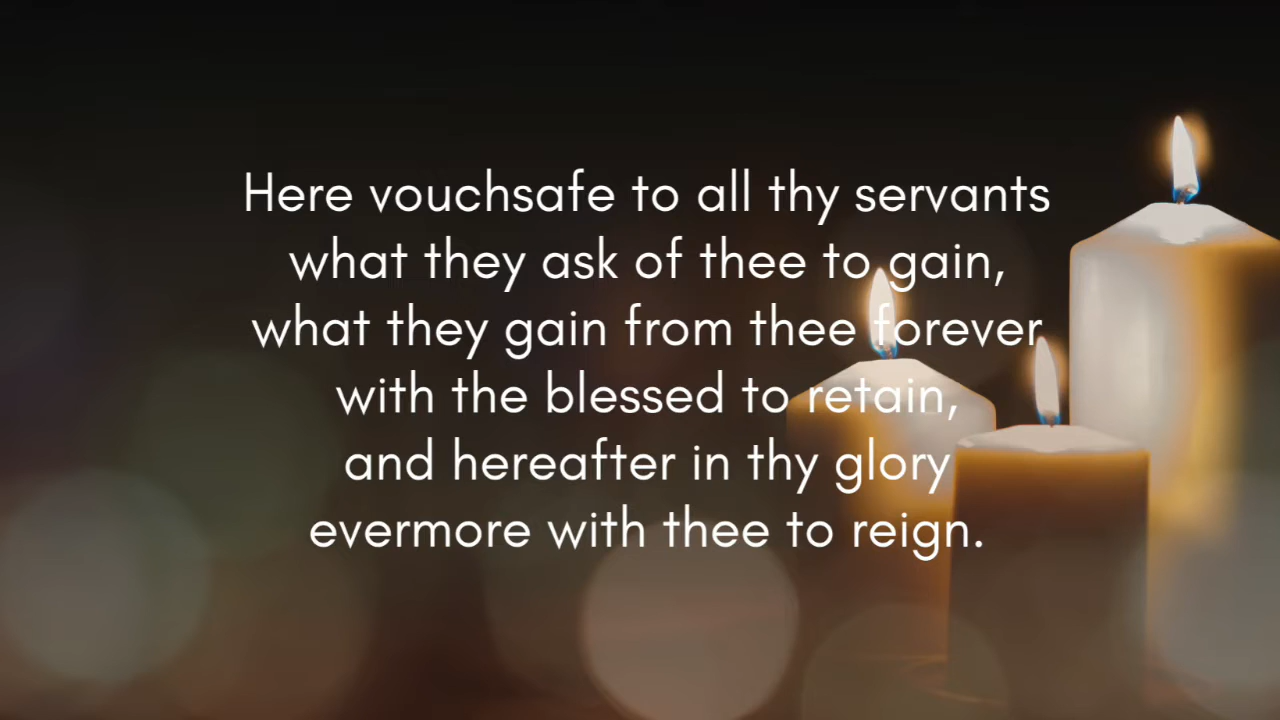 Here vouchsafe to all thy servants
what they ask of thee to gain,
what they gain from thee forever
with the blessed to retain,
and hereafter in thy glory
evermore with thee to reign.